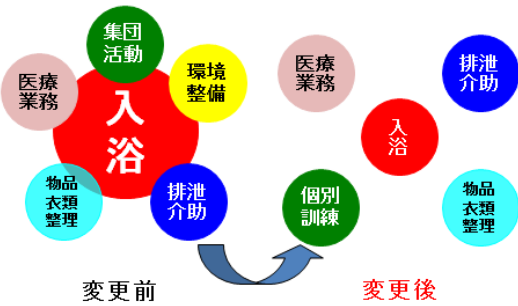 集団
活動
医療
業務
環境
整備
入
浴
物品
衣類
整理
排泄
介助
変更前
医療
業務
排泄
介助
入
浴
個別
訓練
物品
衣類
整理
変更後